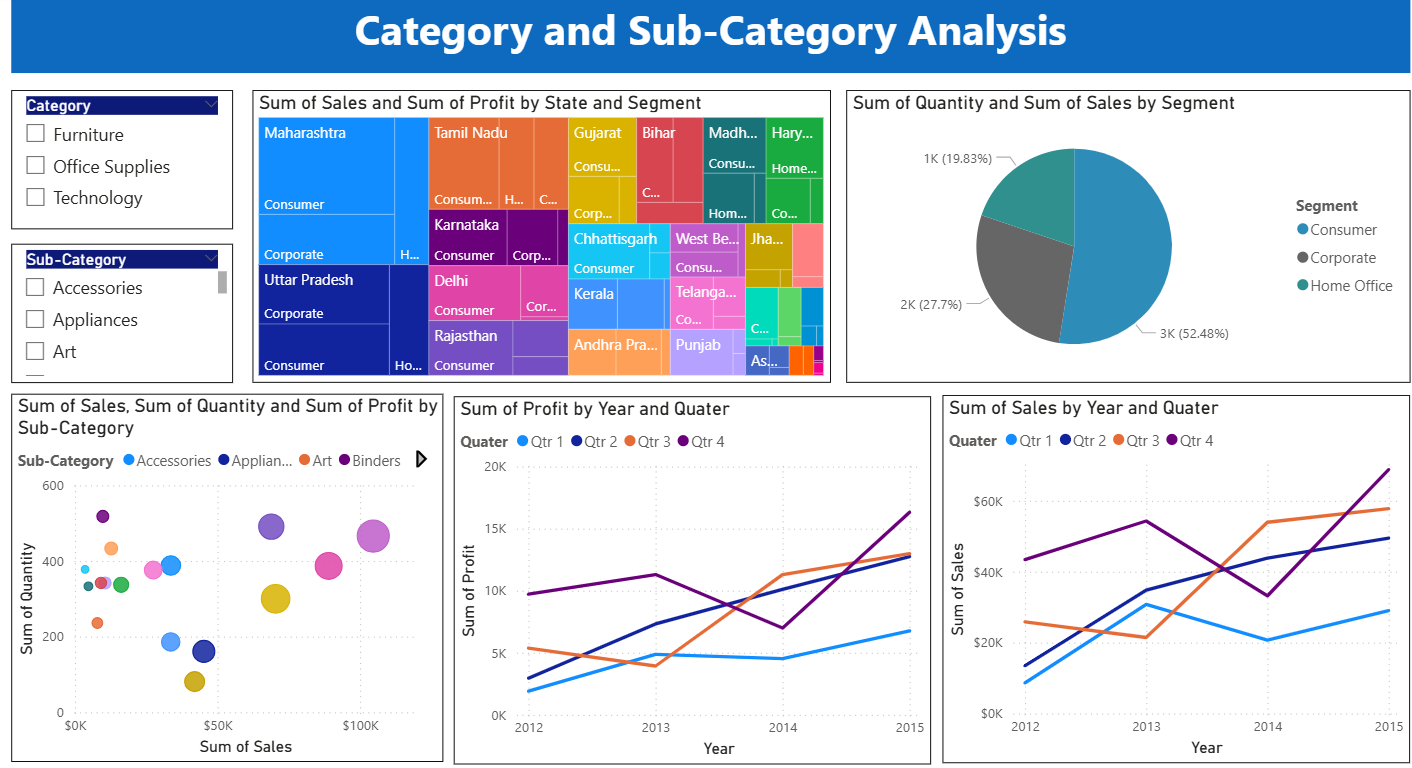 Category and Sub-Category Analysis
Category
Furniture
Office Supplies
Technology
Sub-Category
Accessories
Appliances
Art
Sum of Sales and Sum of Profit by State and Segment
Maharashtra
Consumer
Corporate
H...
Uttar Pradesh
Corporate
Consumer
Ho...
Tamil Nadu
Consum...
H...
C...
Karnataka
Consumer
Corp...
Delhi
Consumer
Cor...
Rajasthan
Consumer
Gujarat
Consu...
Corp...
Bihar
C...
Madh...
Consu...
Hom...
Hary...
Home...
Co...
Chhattisgarh
Consumer
Kerala
Andhra Pra...
West Be...
Consu...
Telanga...
Co...
Punjab
Jha...
C...
As...
Sum of Quantity and Sum of Sales by Segment
1K (19.83%)
2K (27.7%)
3K (52.48%)
Segment
Consumer
Corporate
Home Office
Sum of Sales, Sum of Quantity and Sum of Profit by
Sub-Category
Sub-Category Accessories Applian... Art Binders
600
400
200
0
$0K $50K $100K
Sum of Quantity
Sum of Sales
Sum of Profit by Year and Quater
Quater Qtr 1 Qtr 2 Qtr 3 Qtr 4
20K
15K
10K
5K
0K
2012 2013 2014 2015
Sum of Profit
Year
Sum of Sales by Year and Quater
Quater Qtr 1 Qtr 2 Qtr 3 Qtr 4
$60K
$40K
$20K
$0K
2012 2013 2014 2015
Sum of Sales
Year